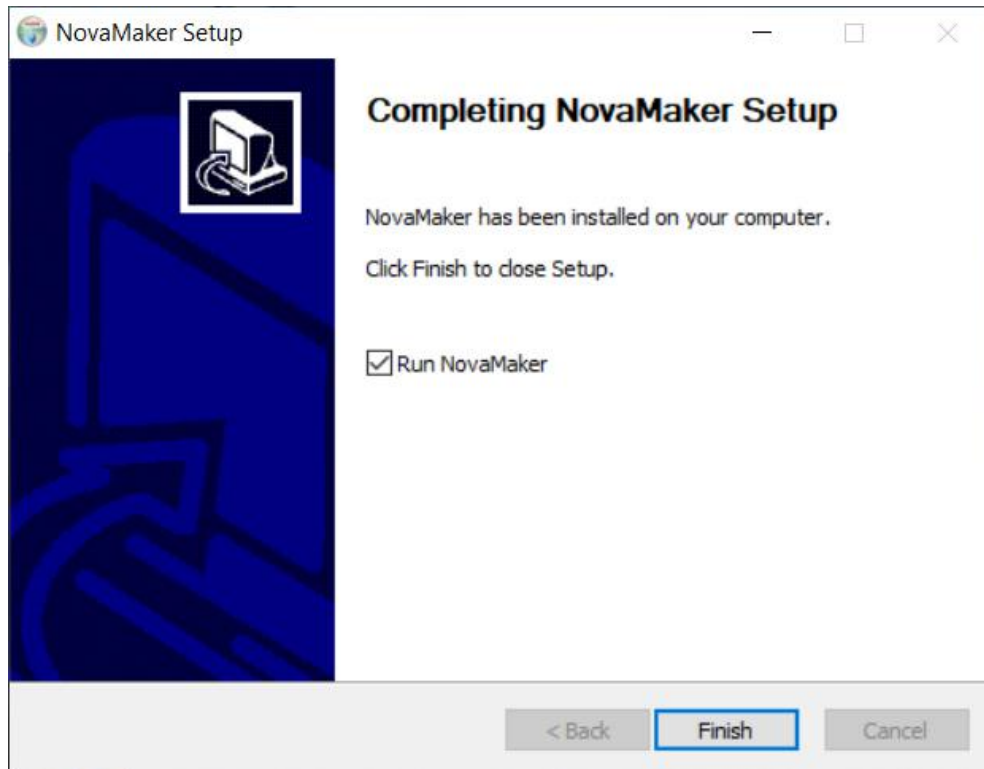 NovaMaker Setup
Completing NovaMaker Setup
NovaMaker has been installed on your computer.
Click Finish to close Setup.
Run NovaMaker
< Back
Finish
Cancel